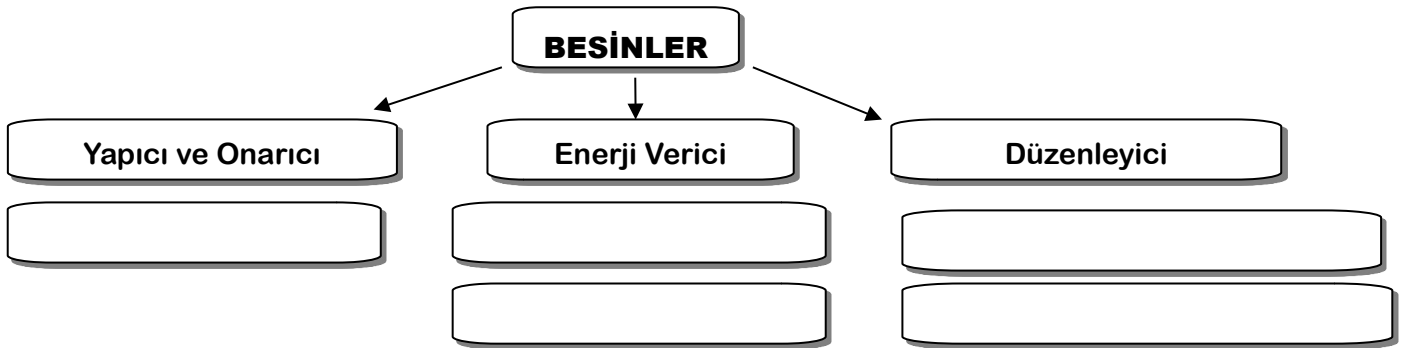 BESİNLER
Yapıcı ve Onarıcı
Enerji Verici
Düzenleyici